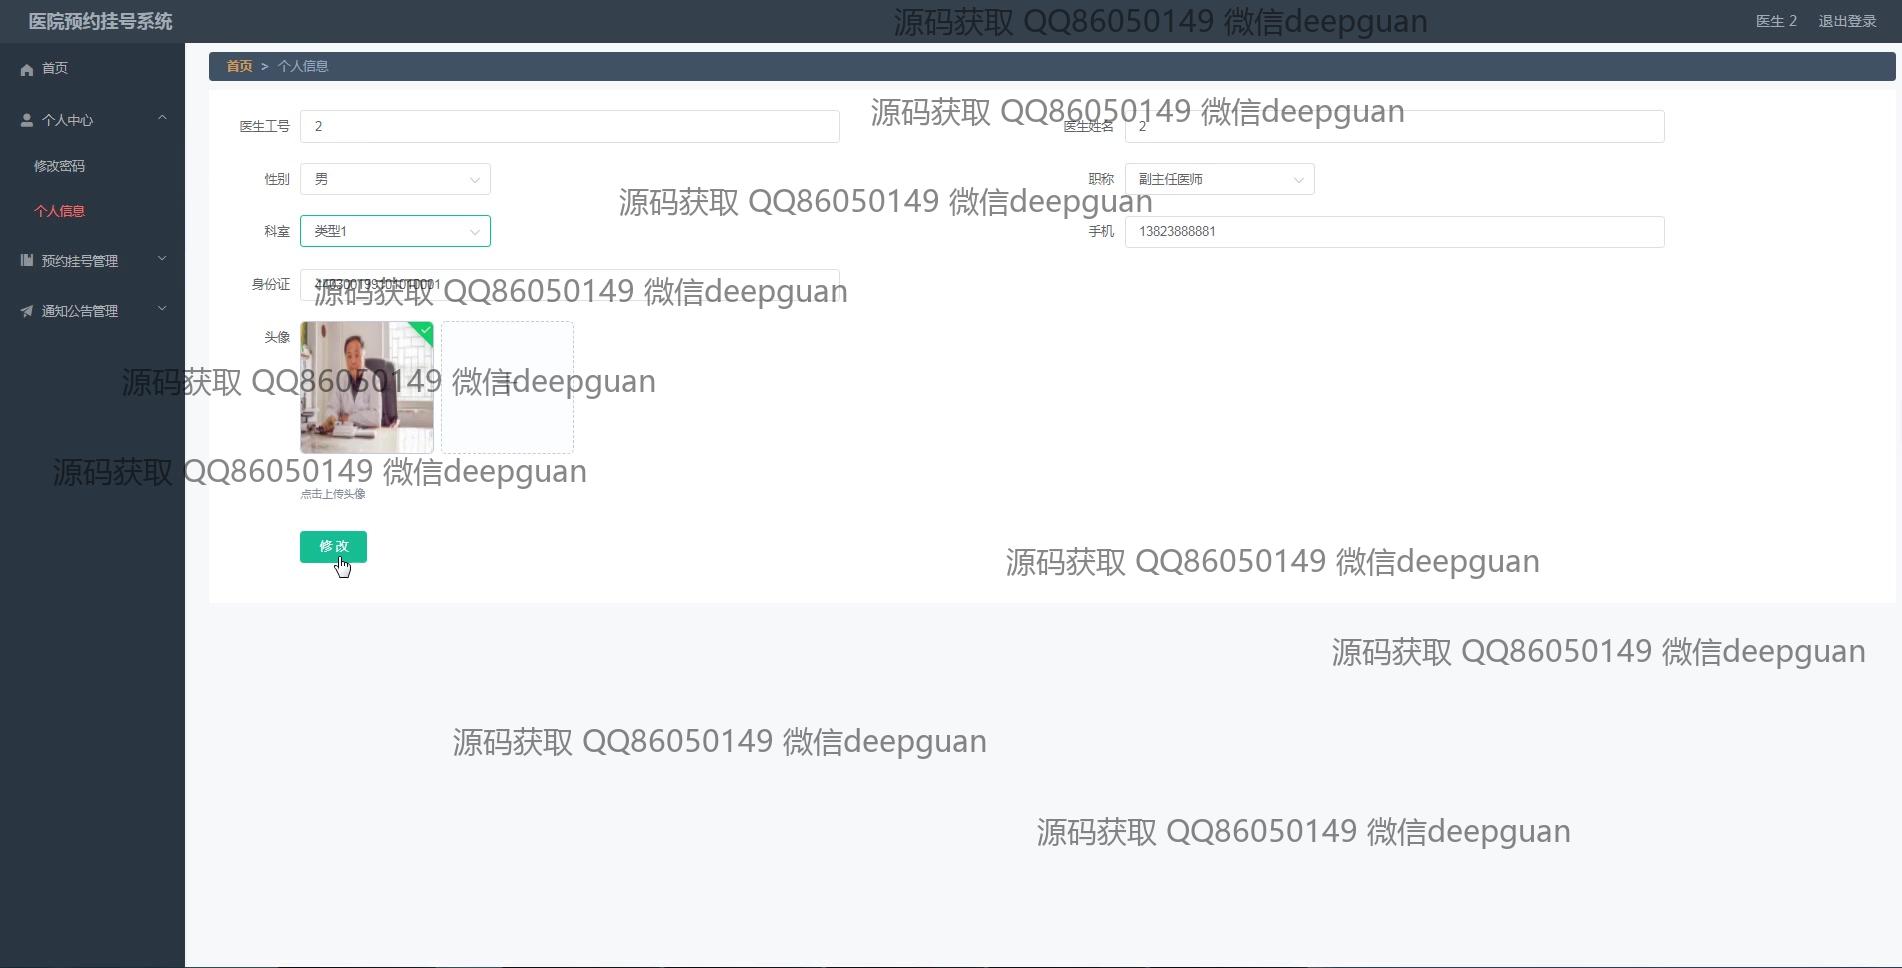 医院预约挂号系统
源码获取 QQ86050149 微信deepguan
医生 2 退出登录
首页
首页 > 个人信息
个人中心
修改密码
个人信息
预约挂号管理
通知公告管理
源码获取 QQ86050149 微信deepguan
医生工号 2
医生姓名 2
性别 男
职称 副主任医师
源码获取 QQ86050149 微信deepguan
科室 类型1
手机 13823888881
身份证 440300199101010001
源码获取 QQ86050149 微信deepguan
头像
源码获取 QQ86050149 微信deepguan
源码获取 QQ86050149 微信deepguan
点击上传头像
修改
源码获取 QQ86050149 微信deepguan
源码获取 QQ86050149 微信deepguan
源码获取 QQ86050149 微信deepguan
源码获取 QQ86050149 微信deepguan